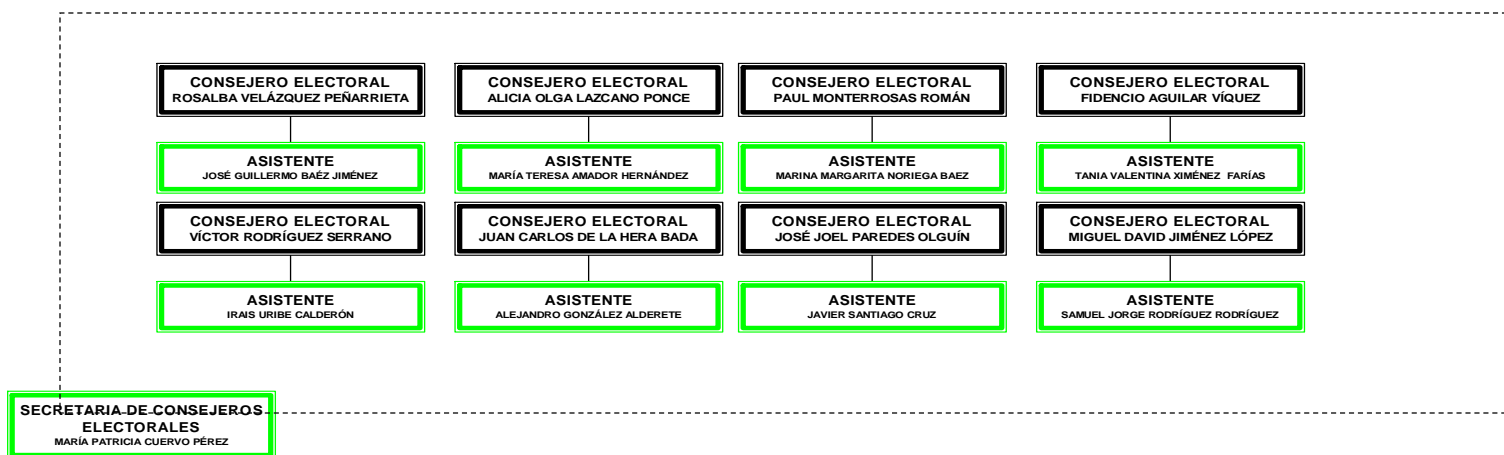 CONSEJERO ELECTORAL
ROSALBA VELÁZQUEZ PEÑARRIETA
CONSEJERO ELECTORAL
ALICIA OLGA LAZCANO PONCE
CONSEJERO ELECTORAL
PAUL MONTERROSAS ROMÁN
CONSEJERO ELECTORAL
FIDENCIO AGUILAR VÍQUEZ
ASISTENTE
JOSÉ GUILLERMO BAÉZ JIMÉNEZ
ASISTENTE
MARÍA TERESA AMADOR HERNÁNDEZ
ASISTENTE
MARINA MARGARITA NORIEGA BAEZ
ASISTENTE
TANIA VALENTINA XIMÉNEZ FARÍAS
CONSEJERO ELECTORAL
VÍCTOR RODRÍGUEZ SERRANO
CONSEJERO ELECTORAL
JUAN CARLOS DE LA HERA BADA
CONSEJERO ELECTORAL
JOSÉ JOEL PAREDES OLGUÍN
CONSEJERO ELECTORAL
MIGUEL DAVID JIMÉNEZ LÓPEZ
ASISTENTE
IRAIS URIBE CALDERÓN
ASISTENTE
ALEJANDRO GONZÁLEZ ALDERETE
ASISTENTE
JAVIER SANTIAGO CRUZ
ASISTENTE
SAMUEL JORGE RODRÍGUEZ RODRÍGUEZ
SECRETARIA DE CONSEJEROS
ELECTORALES
MARÍA PATRICIA CUERVO PÉREZ